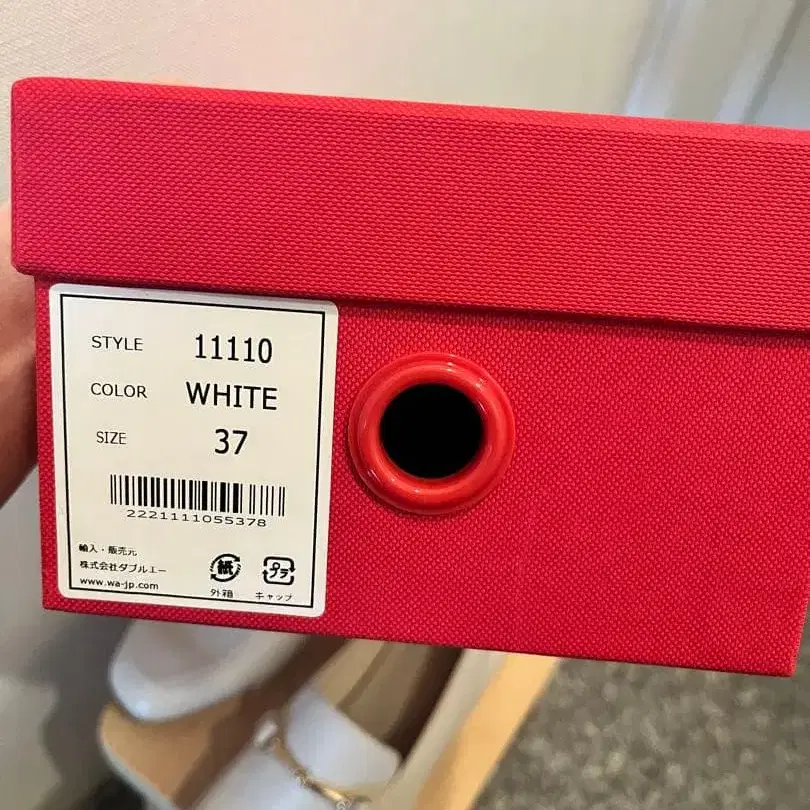 STYLE 11110
COLOR WHITE
SIZE 37
2221111055378
輸入・販売元
株式会社ダブルエー
www.wa-jp.com
紙
外箱
プラ
キャップ